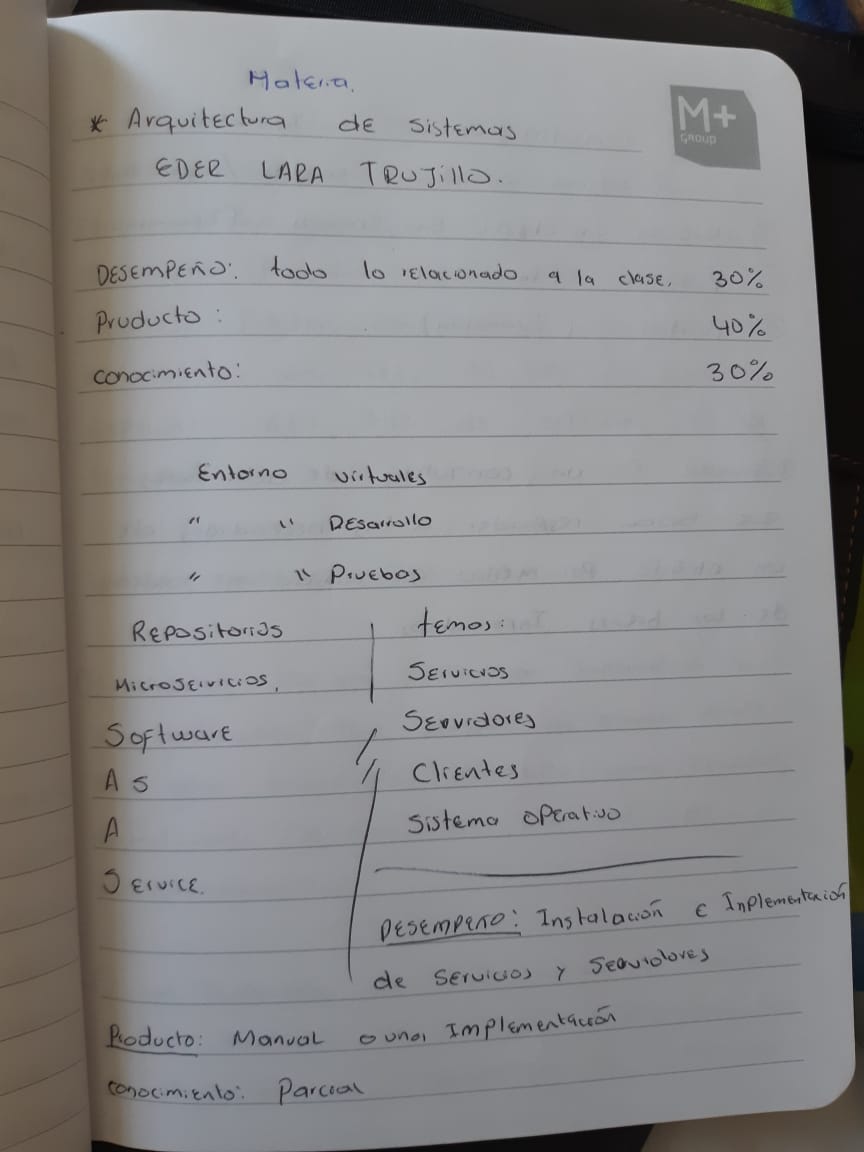 Materia.
M+
GROUP
* Arquitectura de sistemas
EDER LARA TRUJillo.
DESEMPEÑO: todo lo relacionado a la clase. 30%
Producto: 40%
conocimiento: 30%
Entorno virtuales
" " DEsarrollo
" " Pruebas
REPositorios
MicroServicios.
Software
AS
A
Service.
temas:
Servicios
Servidores
Clientes
Sistema OPErativo
DESEMPEÑO: Instalación E Inplementación
de Servicios y Servidores
Producto: Manual o una Implementación
conocimiento: Parcial